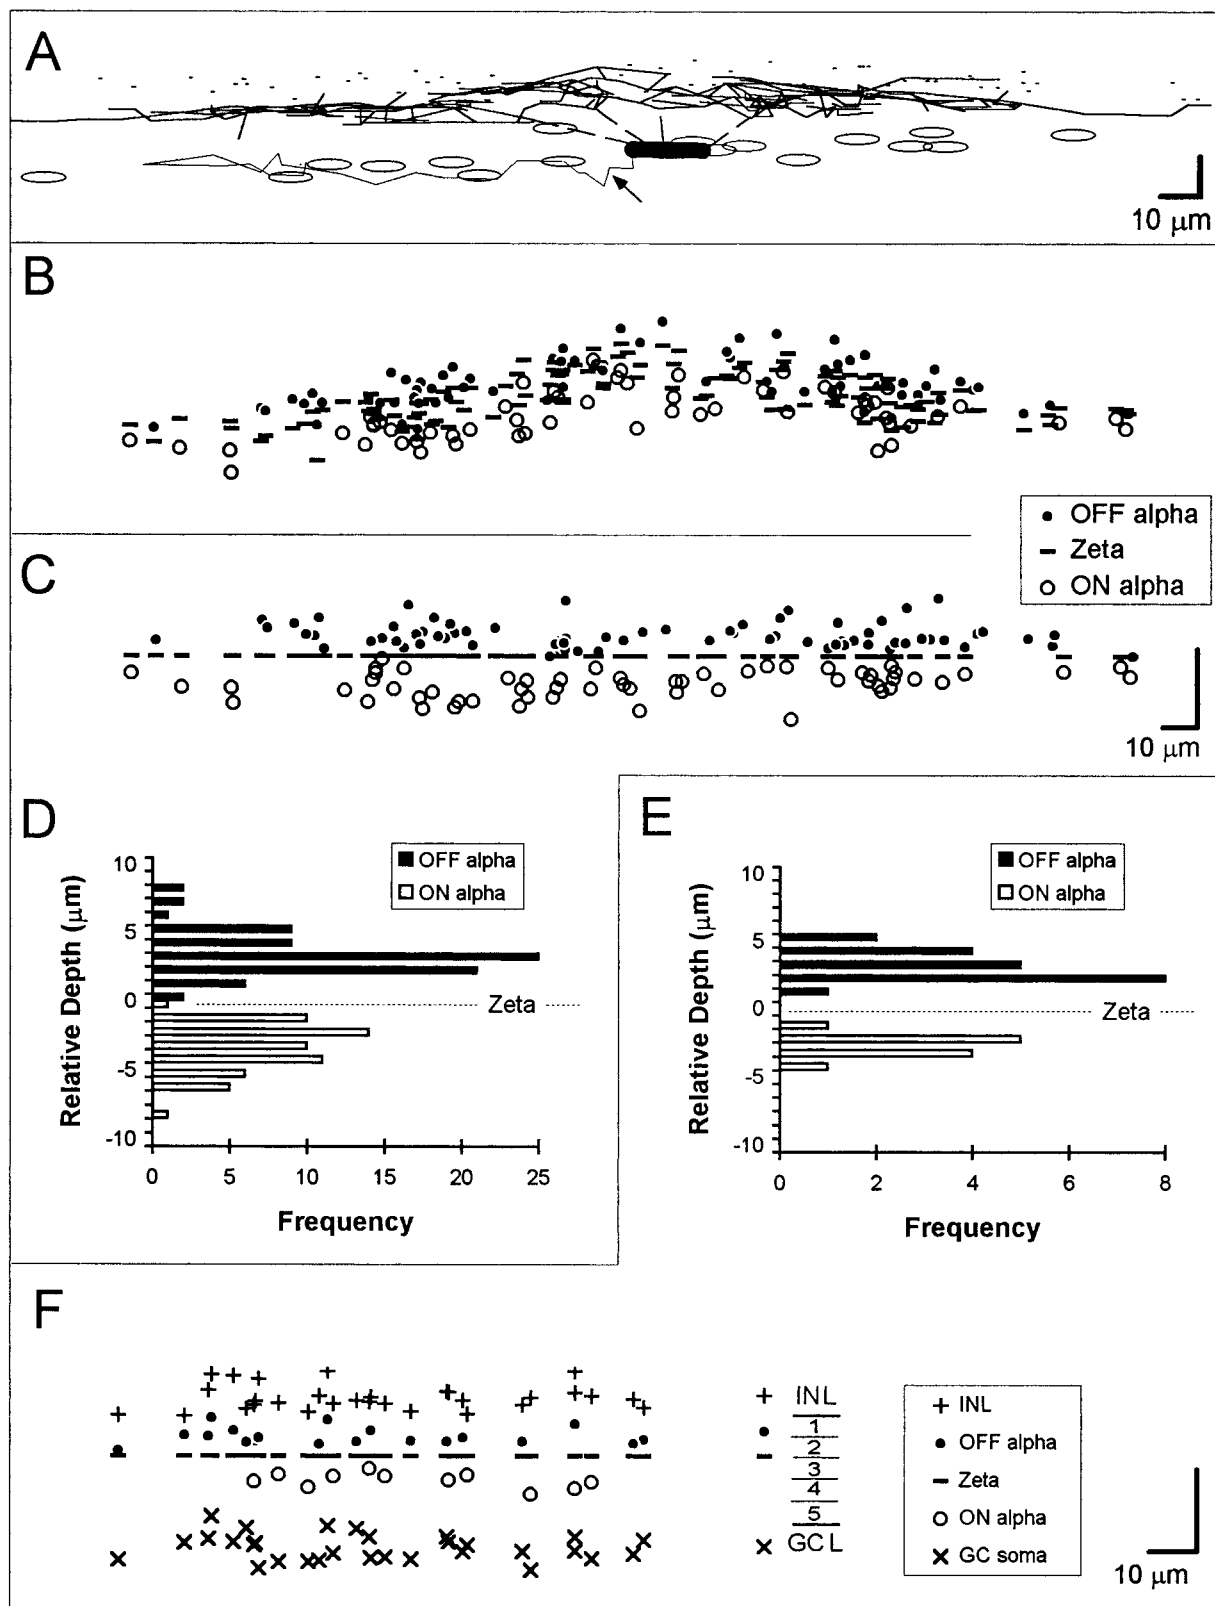 A
10 μm
B
OFF alpha
Zeta
ON alpha
C
10 μm
D
OFF alpha
ON alpha
Relative Depth (μm)
10
5
0
-5
-10
Zeta
0 5 10 15 20 25
Frequency
E
OFF alpha
ON alpha
Relative Depth (μm)
10
5
0
-5
-10
Zeta
0 2 4 6 8
Frequency
F
INL
1
2
3
4
5
GCL
INL
OFF alpha
Zeta
ON alpha
GC soma
10 μm